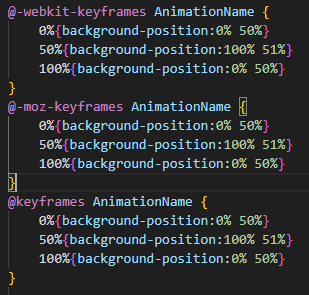 @-webkit-keyframes AnimationName {
    0%{background-position:0% 50%}
    50%{background-position:100% 51%}
    100%{background-position:0% 50%}
}
@-moz-keyframes AnimationName {
    0%{background-position:0% 50%}
    50%{background-position:100% 51%}
    100%{background-position:0% 50%}
}
@keyframes AnimationName {
    0%{background-position:0% 50%}
    50%{background-position:100% 51%}
    100%{background-position:0% 50%}
}